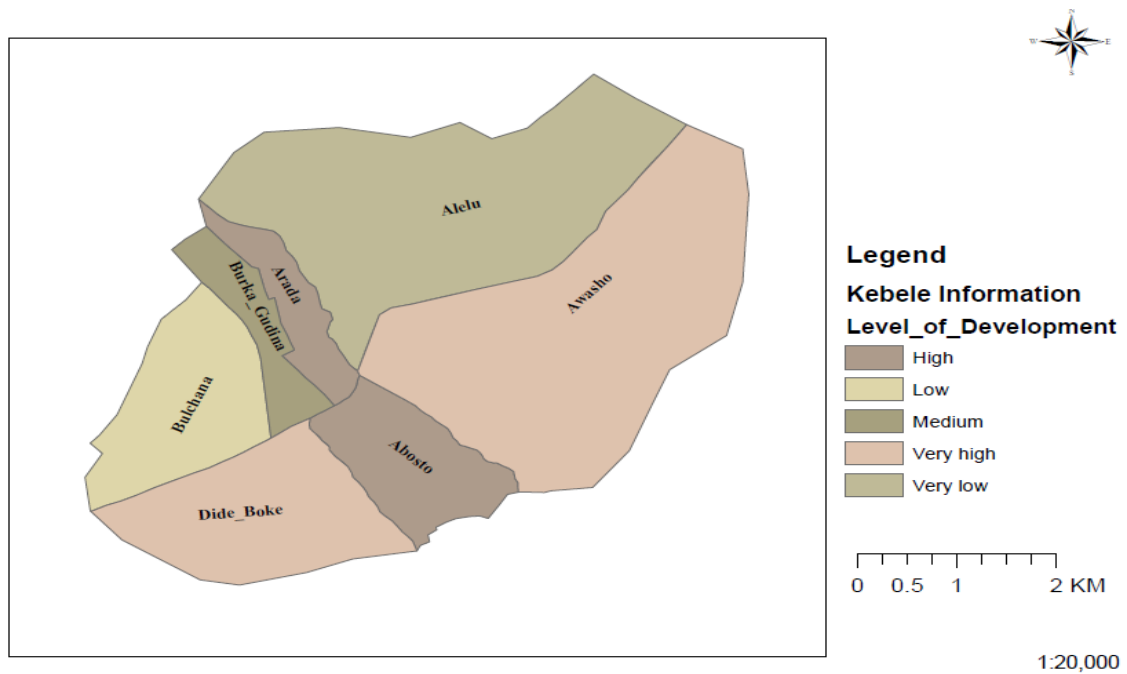 N
W E
S
Alelu
Awasho
Arada
Burka_Gudina
Bulchana
Abosto
Dide_Boke
Legend
Kebele Information
Level_of_Development
High
Low
Medium
Very high
Very low
0 0.5 1 2 KM
1:20,000